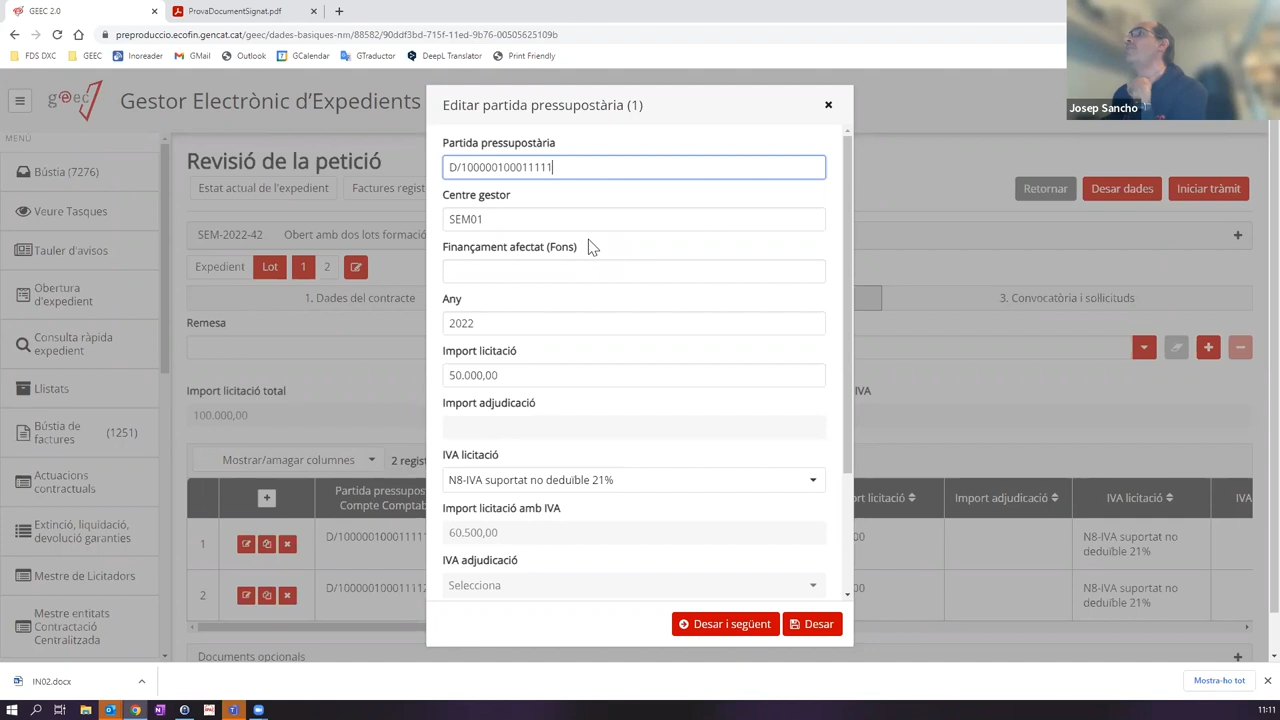 GEEC 2.0
ProvaDocumentSignat.pdf
preproduccio.ecofin.gencat.cat/geec/dades-basiques-nm/88582/90ddf3bd-715f-11ed-9b76-00505625109b
FDS DXC
GEEC
Inoreader
GMail
Outlook
GCalendar
GTraductor
DeepL Translator
Print Friendly
Josep Sancho
geec
Gestor Electrònic d'Expedients
MENÚ
Bústia (7276)
Veure Tasques
Tauler d'avisos
Obertura
d'expedient
Consulta ràpida
expedient
Llistats
Bústia de
factures
(1251)
Actuacions
contractuals
Extinció, liquidació,
devolució garanties
Mestre de Licitadors
Mestre entitats
Contractació
Centralitzada
Revisió de la petició
Estat actual de l'expedient
Factures regist
Retornar
Desar dades
Iniciar tràmit
SEM-2022-42
Obert amb dos lots formació
Expedient
Lot
1
2
1. Dades del contracte
3. Convocatòria i sol·licituds
Remesa
Import licitació total
IVA
100.000,00
Mostrar/amagar columnes
2 regist
Partida pressupost
Compte Comptab
ort licitació
Import adjudicació
IVA licitació
IVA
1
D/10000010001111
00
N8-IVA suportat no
deduïble 21%
2
D/10000010001112
00
N8-IVA suportat no
deduïble 21%
Documents opcionals
Editar partida pressupostària (1)
Partida pressupostària
D/100000100011111
Centre gestor
SEM01
Finançament afectat (Fons)
Any
2022
Import licitació
50.000,00
Import adjudicació
IVA licitació
N8-IVA suportat no deduïble 21%
Import licitació amb IVA
60.500,00
IVA adjudicació
Selecciona
Desar i següent
Desar
IN02.docx
Mostra-ho tot
11:11